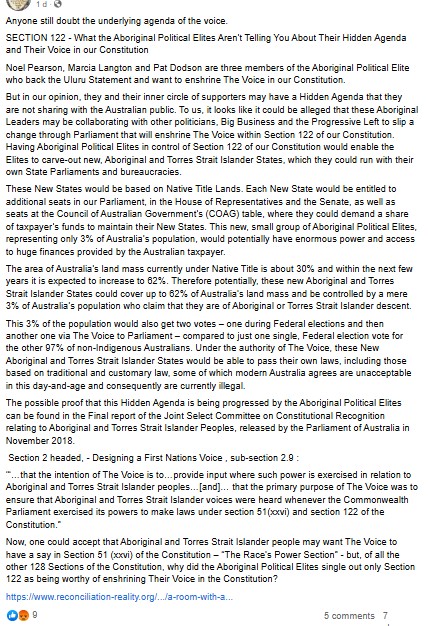 1 d ·
Anyone still doubt the underlying agenda of the voice.
SECTION 122 - What the Aboriginal Political Elites Aren't Telling You About Their Hidden Agenda
and Their Voice in our Constitution
Noel Pearson, Marcia Langton and Pat Dodson are three members of the Aboriginal Political Elite
who back the Uluru Statement and want to enshrine The Voice in our Constitution.
But in our opinion, they and their inner circle of supporters may have a Hidden Agenda that they
are not sharing with the Australian public. To us, it looks like it could be alleged that these Aboriginal
Leaders may be collaborating with other politicians, Big Business and the Progressive Left to slip a
change through Parliament that will enshrine The Voice within Section 122 of our Constitution.
Having Aboriginal Political Elites in control of Section 122 of our Constitution would enable the
Elites to carve-out new, Aboriginal and Torres Strait Islander States, which they could run with their
own State Parliaments and bureaucracies.
These New States would be based on Native Title Lands. Each New State would be entitled to
additional seats in our Parliament, in the House of Representatives and the Senate, as well as
seats at the Council of Australian Government's (COAG) table, where they could demand a share
of taxpayer's funds to maintain their New States. This new, small group of Aboriginal Political Elites,
representing only 3% of Australia's population, would potentially have enormous power and access
to huge finances provided by the Australian taxpayer.
The area of Australia's land mass currently under Native Title is about 30% and within the next few
years it is expected to increase to 62%. Therefore potentially, these new Aboriginal and Torres
Strait Islander States could cover up to 62% of Australia's land mass and be controlled by a mere
3% of Australia's population who claim that they are of Aboriginal or Torres Strait Islander descent.
This 3% of the population would also get two votes – one during Federal elections and then
another one via The Voice to Parliament – compared to just one single, Federal election vote for
the other 97% of non-Indigenous Australians. Under the authority of The Voice, these New
Aboriginal and Torres Strait Islander States would be able to pass their own laws, including those
based on traditional and customary law, some of which modern Australia agrees are unacceptable
in this day-and-age and consequently are currently illegal.
The possible proof that this Hidden Agenda is being progressed by the Aboriginal Political Elites
can be found in the Final report of the Joint Select Committee on Constitutional Recognition
relating to Aboriginal and Torres Strait Islander Peoples, released by the Parliament of Australia in
November 2018.
Section 2 headed, - Designing a First Nations Voice , sub-section 2.9 :
"“...that the intention of The Voice is to...provide input where such power is exercised in relation to
Aboriginal and Torres Strait Islander peoples...[and]... that the primary purpose of The Voice was to
ensure that Aboriginal and Torres Strait Islander voices were heard whenever the Commonwealth
Parliament exercised its powers to make laws under section 51(xxvi) and section 122 of the
Constitution.”
Now, one could accept that Aboriginal and Torres Strait Islander people may want The Voice to
have a say in Section 51 (xxvi) of the Constitution – "The Race's Power Section" - but, of all the
other 128 Sections of the Constitution, why did the Aboriginal Political Elites single out only Section
122 as being worthy of enshrining Their Voice in the Constitution?
https://www.reconciliation-reality.org/.../a-room-with-a...
9
5 comments 7